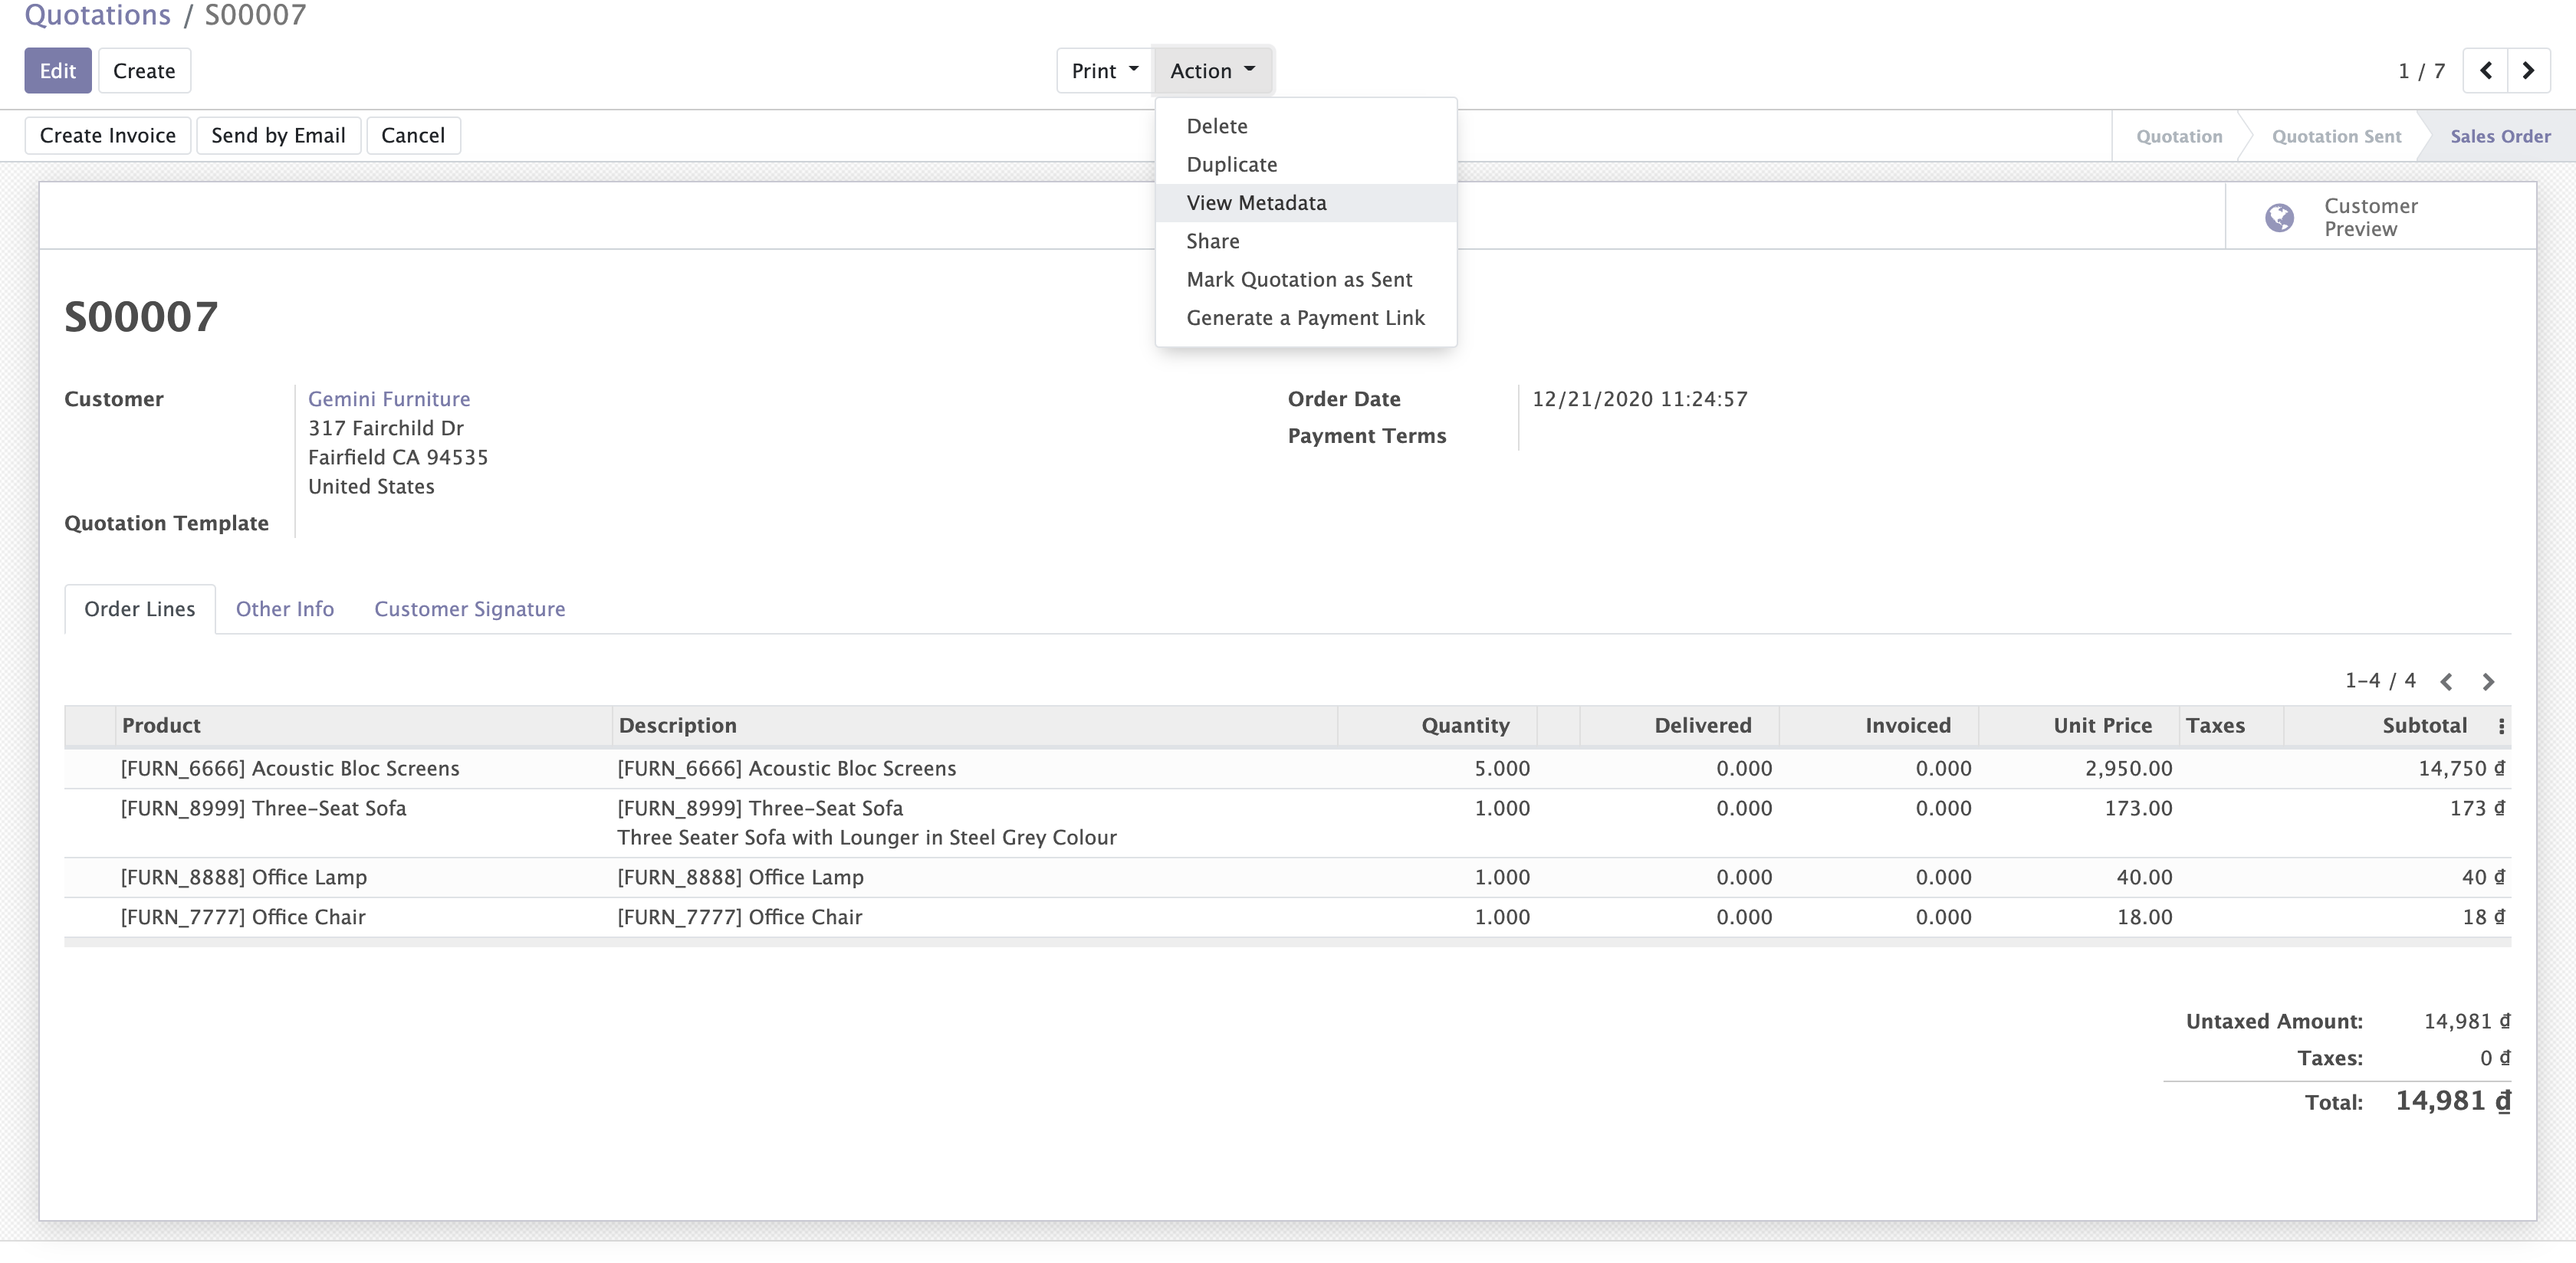 Quotations / S00007
Edit Create Print Action 1 / 7
Create Invoice Send by Email Cancel Quotation Quotation Sent Sales Order
Delete
Duplicate
View Metadata
Share
Mark Quotation as Sent
Generate a Payment Link
Customer
Preview
S00007
Customer Gemini Furniture
317 Fairchild Dr
Fairfield CA 94535
United States
Quotation Template
Order Date 12/21/2020 11:24:57
Payment Terms
Order Lines Other Info Customer Signature
1-4 / 4
Product Description Quantity Delivered Invoiced Unit Price Taxes Subtotal
[FURN_6666] Acoustic Bloc Screens [FURN_6666] Acoustic Bloc Screens 5.000 0.000 0.000 2,950.00 14,750 ₫
[FURN_8999] Three-Seat Sofa [FURN_8999] Three-Seat Sofa 1.000 0.000 0.000 173.00 173 ₫
Three Seater Sofa with Lounger in Steel Grey Colour
[FURN_8888] Office Lamp [FURN_8888] Office Lamp 1.000 0.000 0.000 40.00 40 ₫
[FURN_7777] Office Chair [FURN_7777] Office Chair 1.000 0.000 0.000 18.00 18 ₫
Untaxed Amount: 14,981 ₫
Taxes: 0 ₫
Total: 14,981 ₫